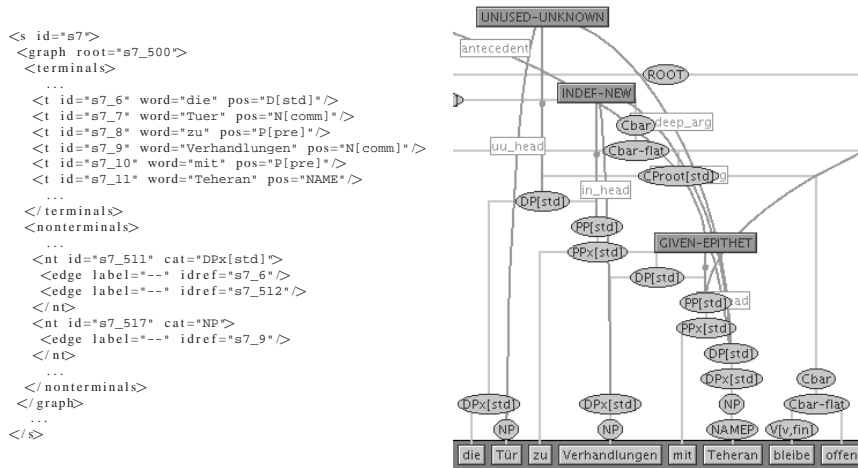 <s id="s7">
<graph root="s7_500">
<terminals>
...
<t id="s7_6" word="die" pos="D[std]"/>
<t id="s7_7" word="Tuer" pos="N[comm]"/>
<t id="s7_8" word="zu" pos="P[pre]"/>
<t id="s7_9" word="Verhandlungen" pos="N[comm]"/>
<t id="s7_10" word="mit" pos="P[pre]"/>
<t id="s7_11" word="Teheran" pos="NAME"/>
...
</terminals>
<nonterminals>
...
<nt id="s7_511" cat="DPx[std]">
<edge label="--" idref="s7_6"/>
<edge label="--" idref="s7_512"/>
</nt>
<nt id="s7_517" cat="NP">
<edge label="--" idref="s7_9"/>
</nt>
...
</nonterminals>
</graph>
...
</s>
UNUSED-UNKNOWN
antecedent
ROOT
INDEF-NEW
Cbar deep_arg
uu_head Cbar-flat
CProot[std]
in_head
DP[std]
PP[std]
GIVEN-EPITHET
PPx[std]
DP[std]
PP[std]
PPx[std]
DP[std]
DPx[std] Cbar
DPx[std] DPx[std] NP Cbar-flat
NP NP NAMEP V[v,fin]
die Tür zu Verhandlungen mit Teheran bleibe offen